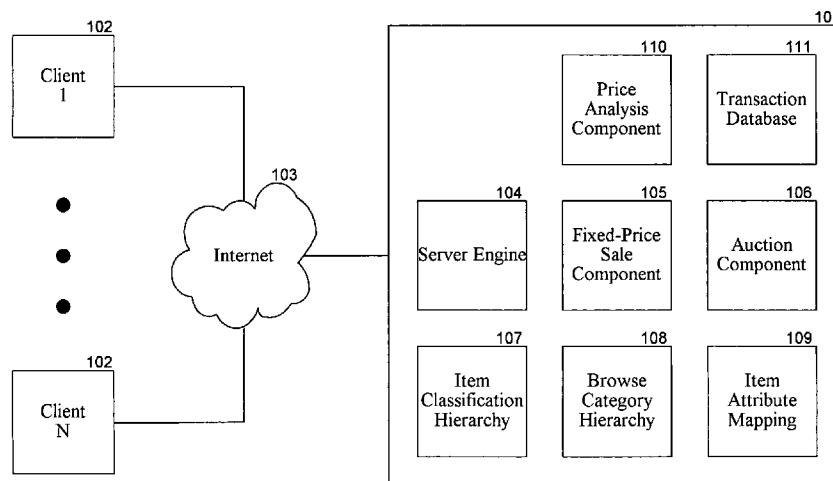 102
Client
1
103
Internet
102
Client
N
10
110
Price
Analysis
Component
111
Transaction
Database
104
Server Engine
105
Fixed-Price
Sale
Component
106
Auction
Component
107
Item
Classification
Hierarchy
108
Browse
Category
Hierarchy
109
Item
Attribute
Mapping